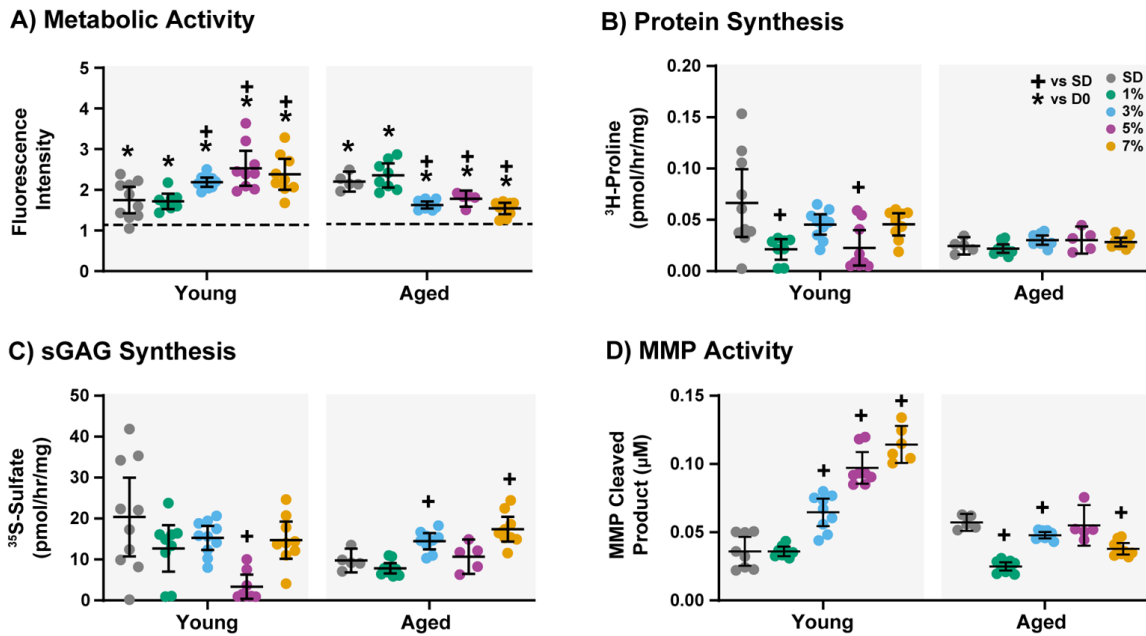 A) Metabolic Activity
Fluorescence
Intensity
5
4
3
2
1
0
* * + * + * + *
* * + * + * + *
Young Aged
B) Protein Synthesis
³H-Proline
(pmol/hr/mg)
0.20
0.15
0.10
0.05
0.00
+ +
+ vs SD
* vs D0
SD
1%
3%
5%
7%
Young Aged
C) sGAG Synthesis
³⁵S-Sulfate
(pmol/hr/mg)
50
40
30
20
10
0
+ + +
Young Aged
D) MMP Activity
MMP Cleaved
Product (µM)
0.15
0.10
0.05
0.00
+ + +
+ + +
Young Aged